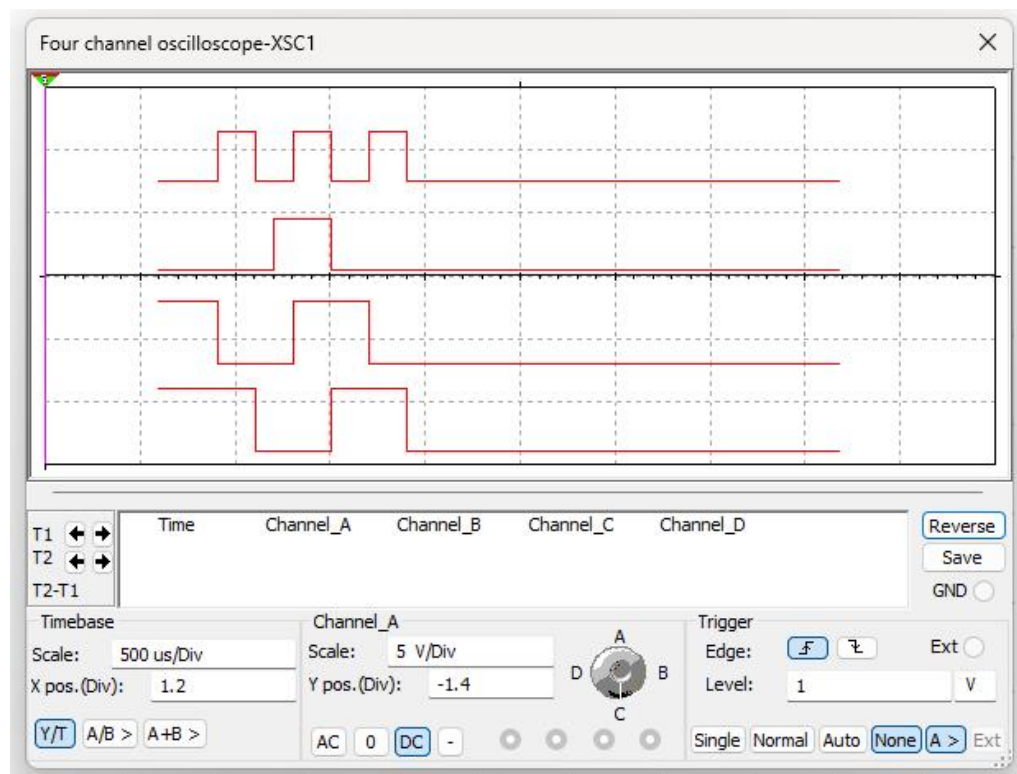 Four channel oscilloscope-XSC1
Time Channel_A Channel_B Channel_C Channel_D
T1
T2
T2-T1
Reverse
Save
GND
Timebase
Scale: 500 us/Div
X pos.(Div): 1.2
Y/T A/B > A+B >
Channel_A
Scale: 5 V/Div
Y pos.(Div): -1.4
AC 0 DC -
A
D B
C
Trigger
Edge: Ext
Level: 1 V
Single Normal Auto None A > Ext